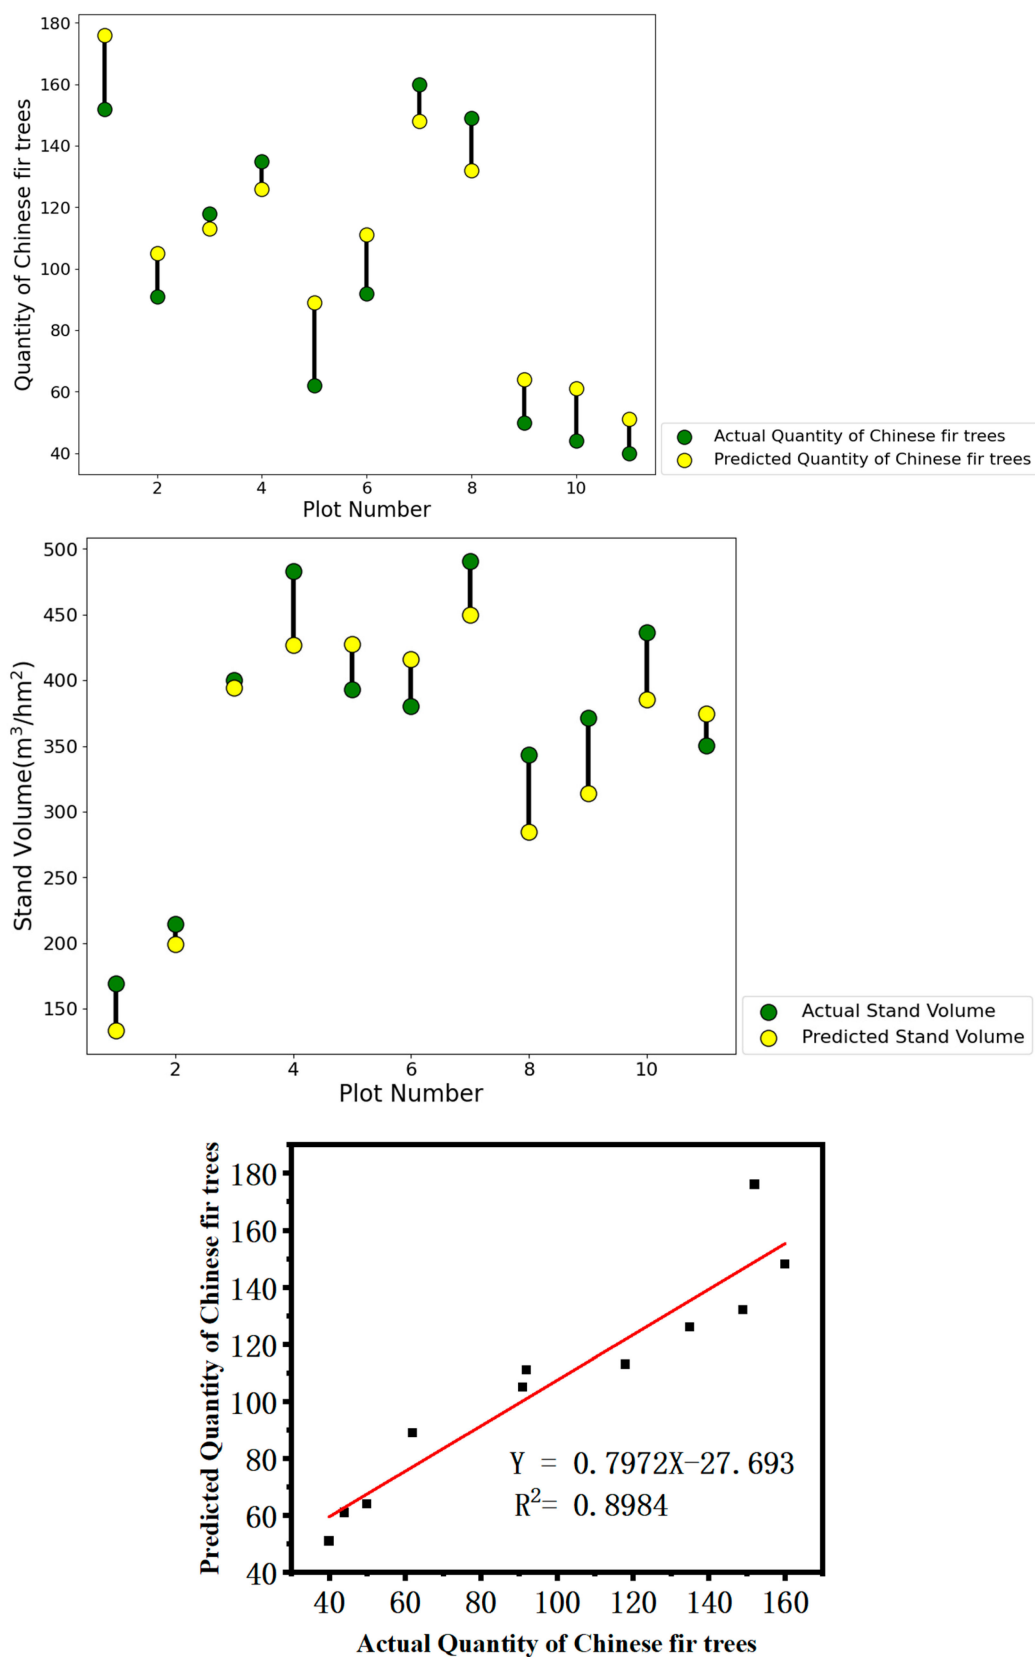 Quantity of Chinese fir trees
180
160
140
120
100
80
60
40
2 4 6 8 10
Plot Number
Actual Quantity of Chinese fir trees
Predicted Quantity of Chinese fir trees
Stand Volume(m³/hm²)
500
450
400
350
300
250
200
150
2 4 6 8 10
Plot Number
Actual Stand Volume
Predicted Stand Volume
Predicted Quantity of Chinese fir trees
180
160
140
120
100
80
60
40
Y = 0.7972X-27.693
R²= 0.8984
40 60 80 100 120 140 160
Actual Quantity of Chinese fir trees